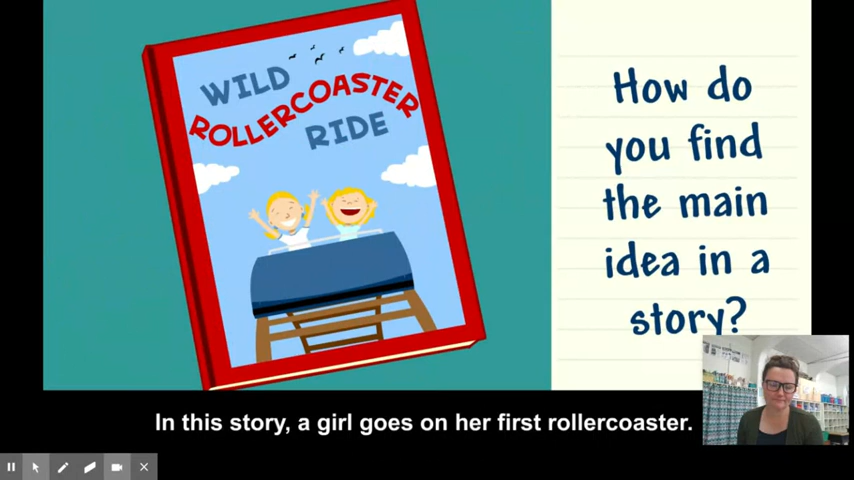 WILD
ROLLERCOASTER
RIDE
How do
you find
the main
idea in a
story?
In this story, a girl goes on her first rollercoaster.